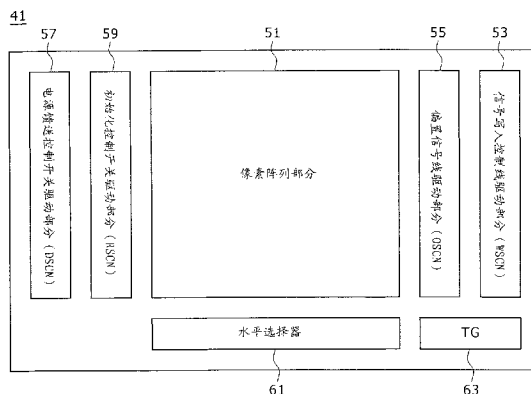 41
57
59
51
55
53
电源馈送控制开关驱动部分(DSCN)
初始化控制开关驱动部分(RSCN)
像素阵列部分
偏置信号线驱动部分(OSCN)
信号写入控制线驱动部分(WSCN)
水平选择器
TG
61
63